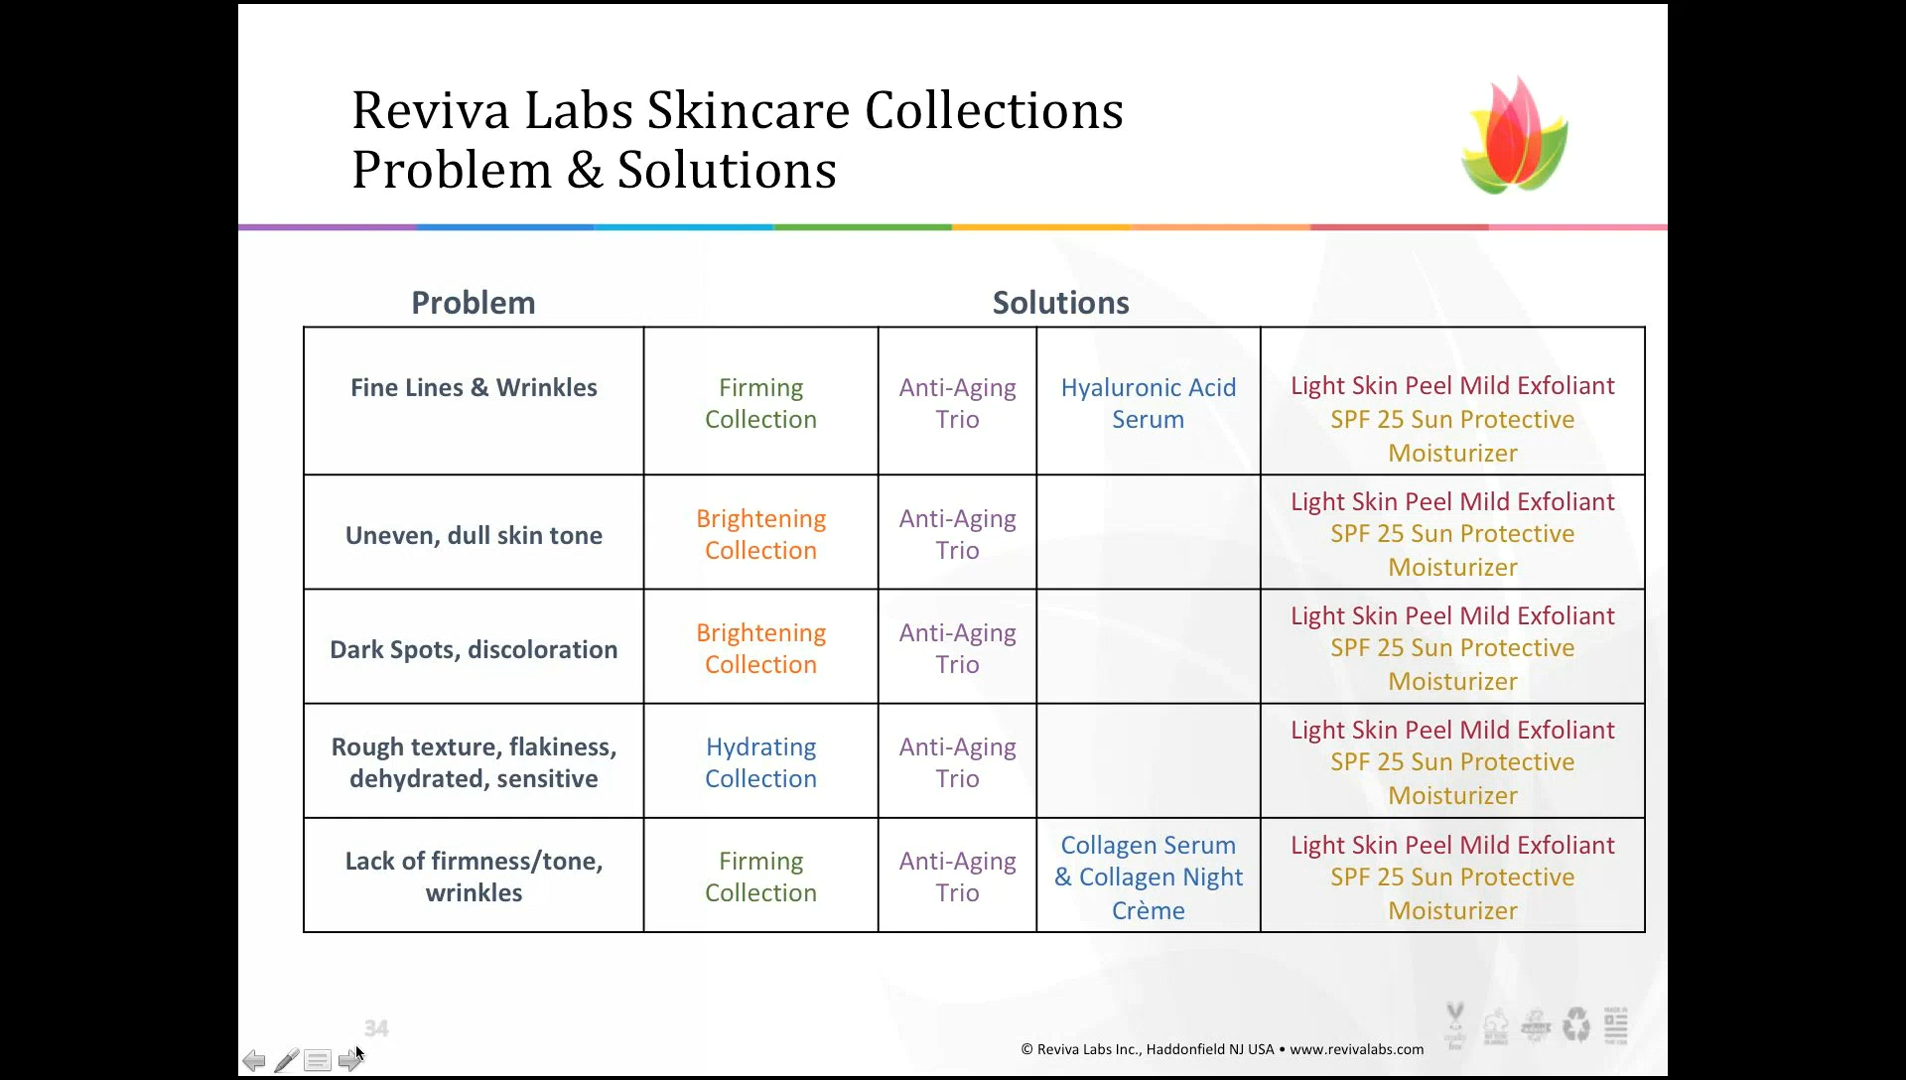 Reviva Labs Skincare Collections
Problem & Solutions
Problem
Solutions
Fine Lines & Wrinkles
Firming
Collection
Anti-Aging
Trio
Hyaluronic Acid
Serum
Light Skin Peel Mild Exfoliant
SPF 25 Sun Protective
Moisturizer
Uneven, dull skin tone
Brightening
Collection
Anti-Aging
Trio
Light Skin Peel Mild Exfoliant
SPF 25 Sun Protective
Moisturizer
Dark Spots, discoloration
Brightening
Collection
Anti-Aging
Trio
Light Skin Peel Mild Exfoliant
SPF 25 Sun Protective
Moisturizer
Rough texture, flakiness,
dehydrated, sensitive
Hydrating
Collection
Anti-Aging
Trio
Light Skin Peel Mild Exfoliant
SPF 25 Sun Protective
Moisturizer
Lack of firmness/tone,
wrinkles
Firming
Collection
Anti-Aging
Trio
Collagen Serum
& Collagen Night
Crème
Light Skin Peel Mild Exfoliant
SPF 25 Sun Protective
Moisturizer
34
© Reviva Labs Inc., Haddonfield NJ USA • www.revivalabs.com